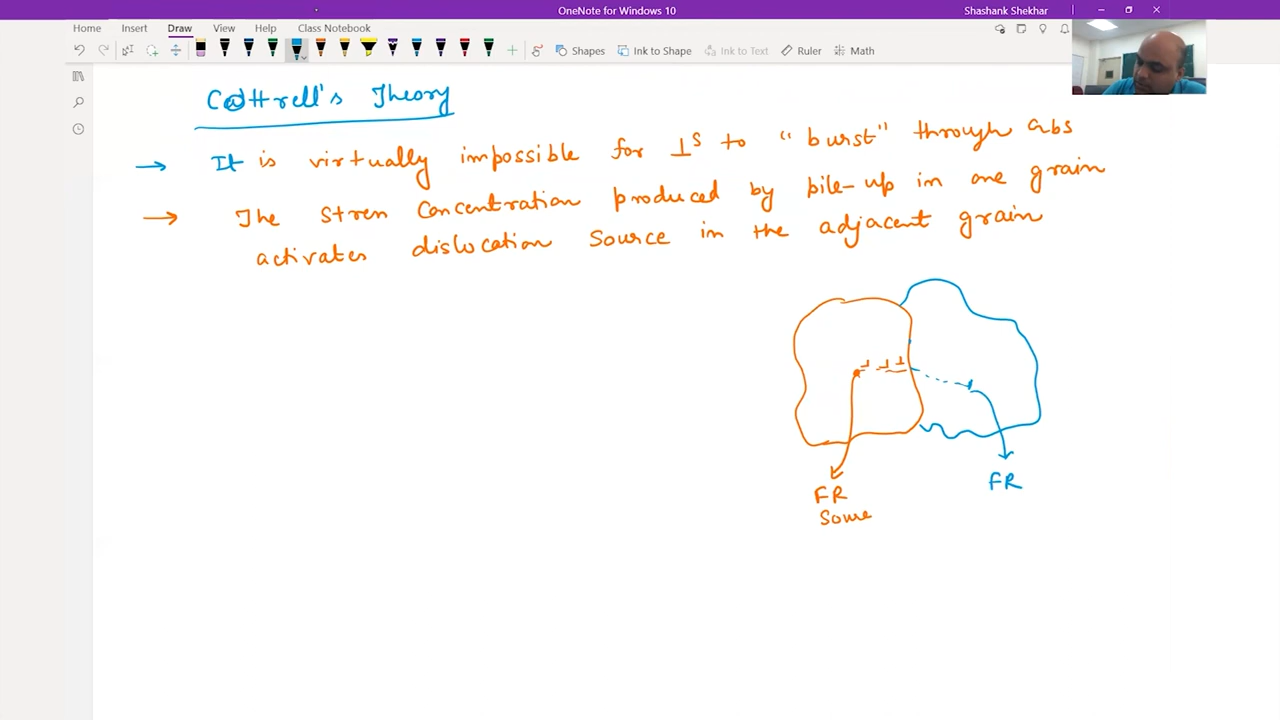 OneNote for Windows 10
Shashank Shekhar
Home Insert Draw View Help Class Notebook
Shapes Ink to Shape Ink to Text Ruler Math
Cottrell's Theory
→ It is virtually impossible for ⊥s to "burst" through gbs
→ The stress concentration produced by pile-up in one grain
activates dislocation source in the adjacent grain
⊥ ⊥ ⊥
FR
Source
FR